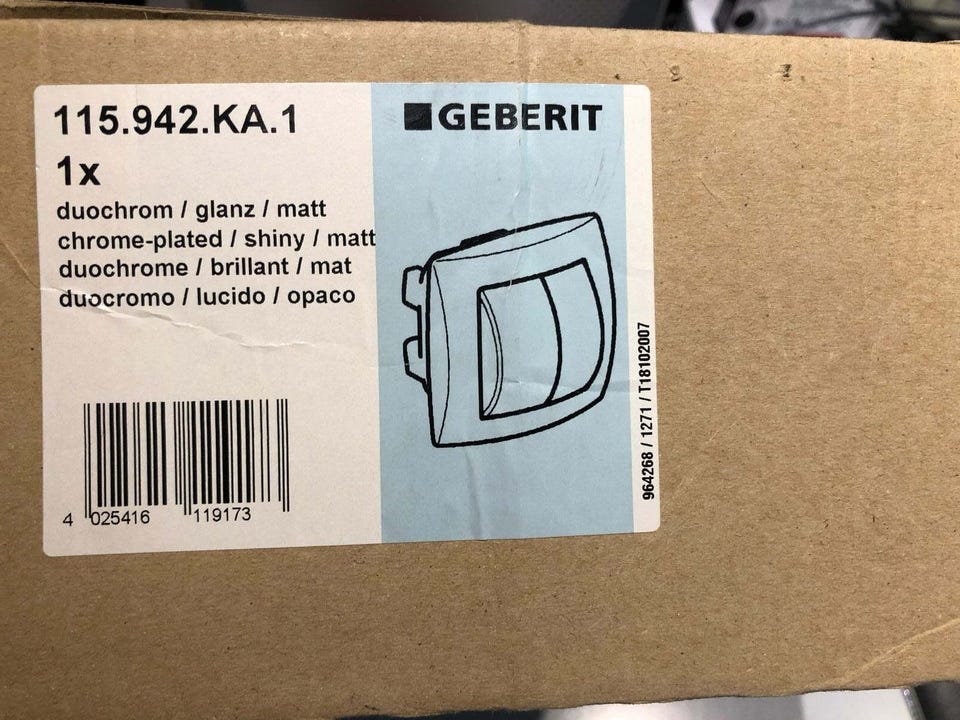 115.942.KA.1
1x
duochrom / glanz / matt
chrome-plated / shiny / matt
duochrome / brillant / mat
duocromo / lucido / opaco
4 025416 119173
GEBERIT
964268 / 1271 / T18102007